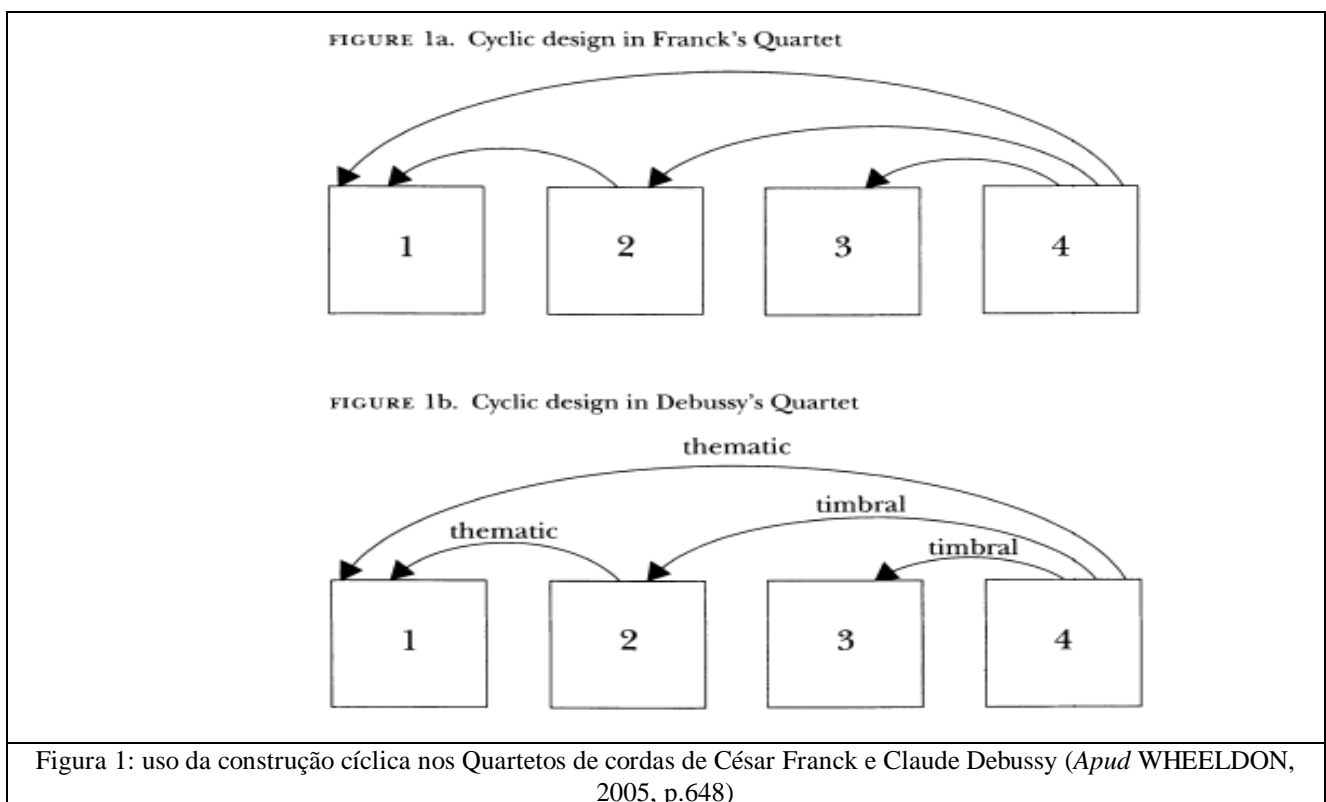 FIGURE 1a. Cyclic design in Franck's Quartet
1 2 3 4
FIGURE 1b. Cyclic design in Debussy's Quartet
thematic
timbral
thematic
timbral
1 2 3 4
Figura 1: uso da construção cíclica nos Quartetos de cordas de César Franck e Claude Debussy (Apud WHEELDON,
2005, p.648)